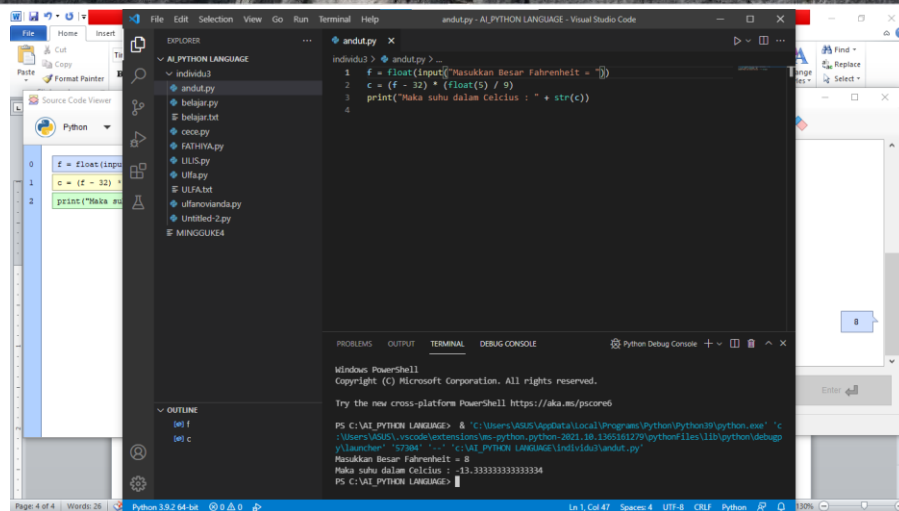 File Edit Selection View Go Run Terminal Help
andut.py - AI_PYTHON LANGUAGE - Visual Studio Code
File Home Insert
Cut
Copy
Paste
Format Painter
Find
Replace
Select
Source Code Viewer
Python
0 f = float(inpu
1 c = (f - 32) *
2 print("Maka su
EXPLORER
AI_PYTHON LANGUAGE
individu3
andut.py
belajar.py
belajar.txt
cece.py
FATHIYA.py
LILIS.py
Ulfa.py
ULFA.txt
ulfanovianda.py
Untitled-2.py
MINGGUKE4
OUTLINE
f
c
andut.py
individu3 > andut.py > ...
1 f = float(input("Masukkan Besar Fahrenheit = "))
2 c = (f - 32) * (float(5) / 9)
3 print("Maka suhu dalam Celcius : " + str(c))
4
PROBLEMS OUTPUT TERMINAL DEBUG CONSOLE
Python Debug Console
Windows PowerShell
Copyright (C) Microsoft Corporation. All rights reserved.
Try the new cross-platform PowerShell https://aka.ms/pscore6
PS C:\AI_PYTHON LANGUAGE> & 'C:\Users\ASUS\AppData\Local\Programs\Python\Python39\python.exe' 'c
:\Users\ASUS\.vscode\extensions\ms-python.python-2021.10.1365161279\pythonFiles\lib\python\debugp
y\launcher' '57304' '--' 'c:\AI_PYTHON LANGUAGE\individu3\andut.py'
Masukkan Besar Fahrenheit = 8
Maka suhu dalam Celcius : -13.333333333333334
PS C:\AI_PYTHON LANGUAGE>
8
Enter
Page: 4 of 4 Words: 26
Python 3.9.2 64-bit 0 0
Ln 1, Col 47 Spaces: 4 UTF-8 CRLF Python
130%